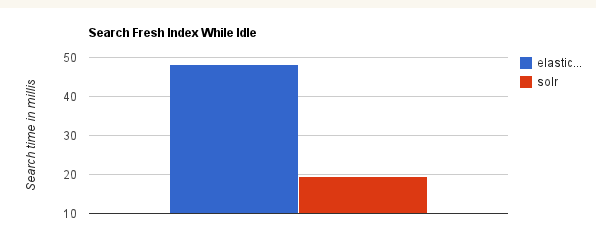 Search Fresh Index While Idle
Search time in millis
50
40
30
20
10
elastic...
solr